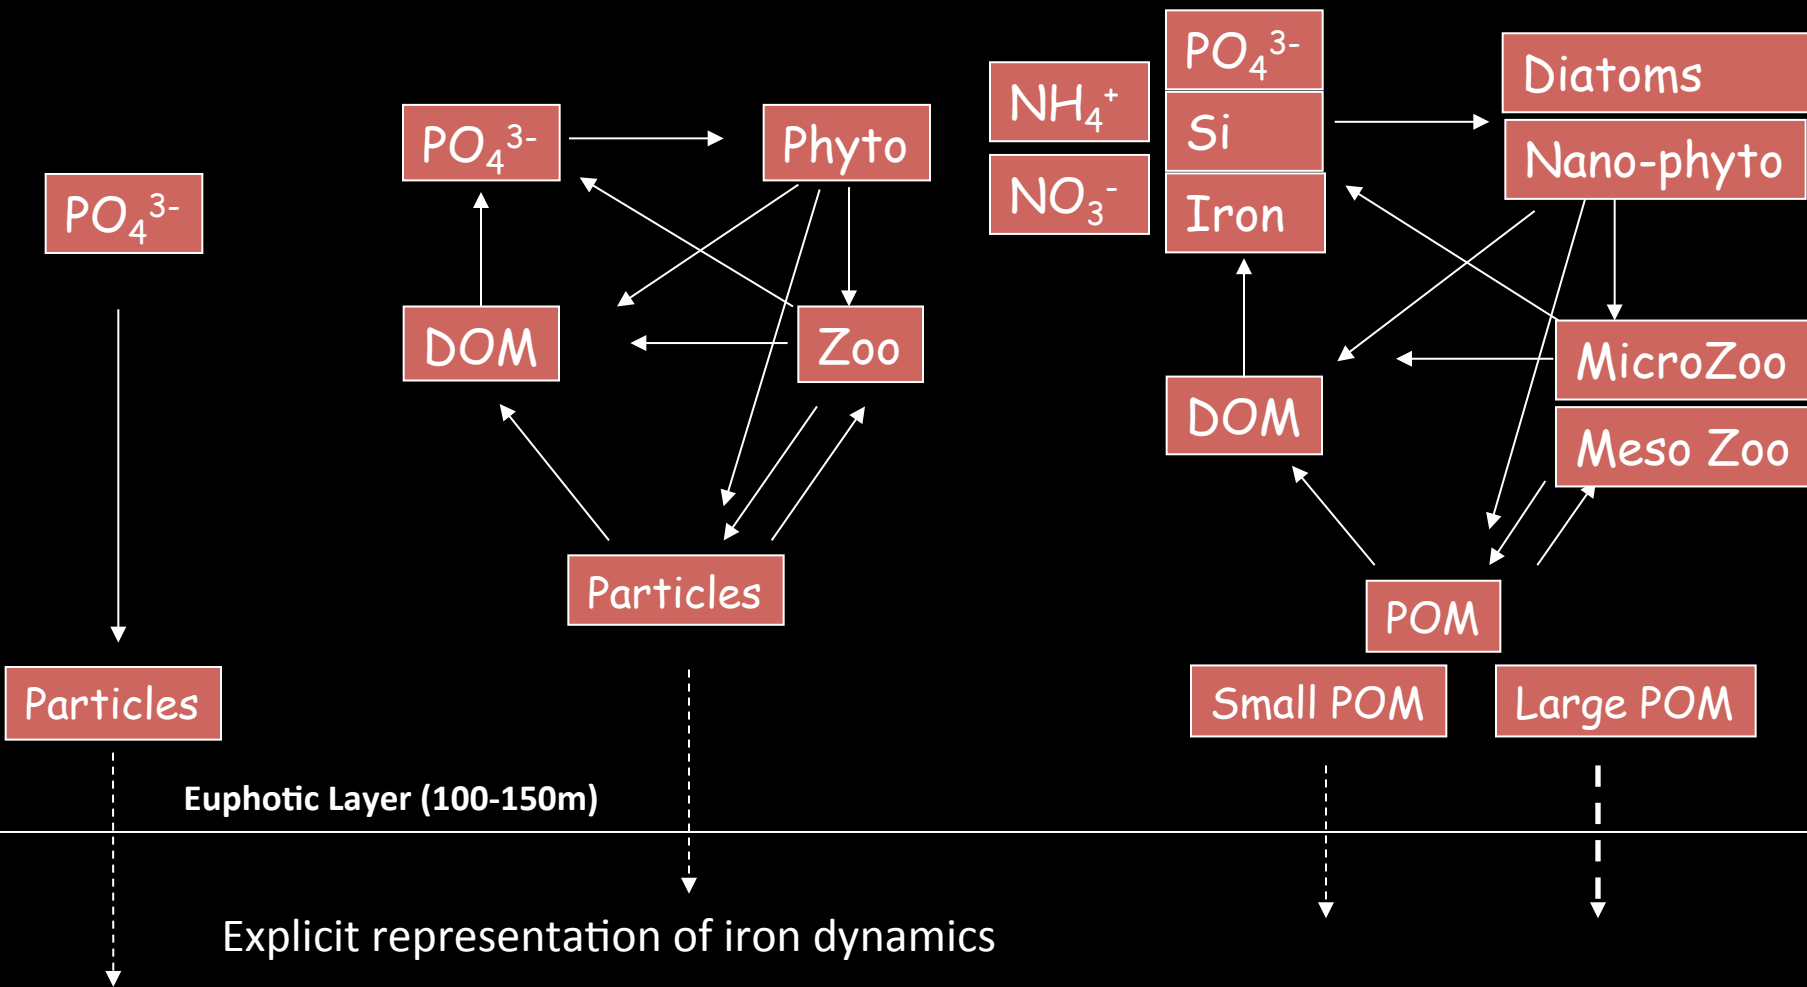 PO₄³⁻
Particles
PO₄³⁻
Phyto
DOM
Zoo
Particles
NH₄⁺
NO₃⁻
PO₄³⁻
Si
Iron
Diatoms
Nano-phyto
DOM
MicroZoo
Meso Zoo
POM
Small POM
Large POM
Euphotic Layer (100-150m)
Explicit representation of iron dynamics